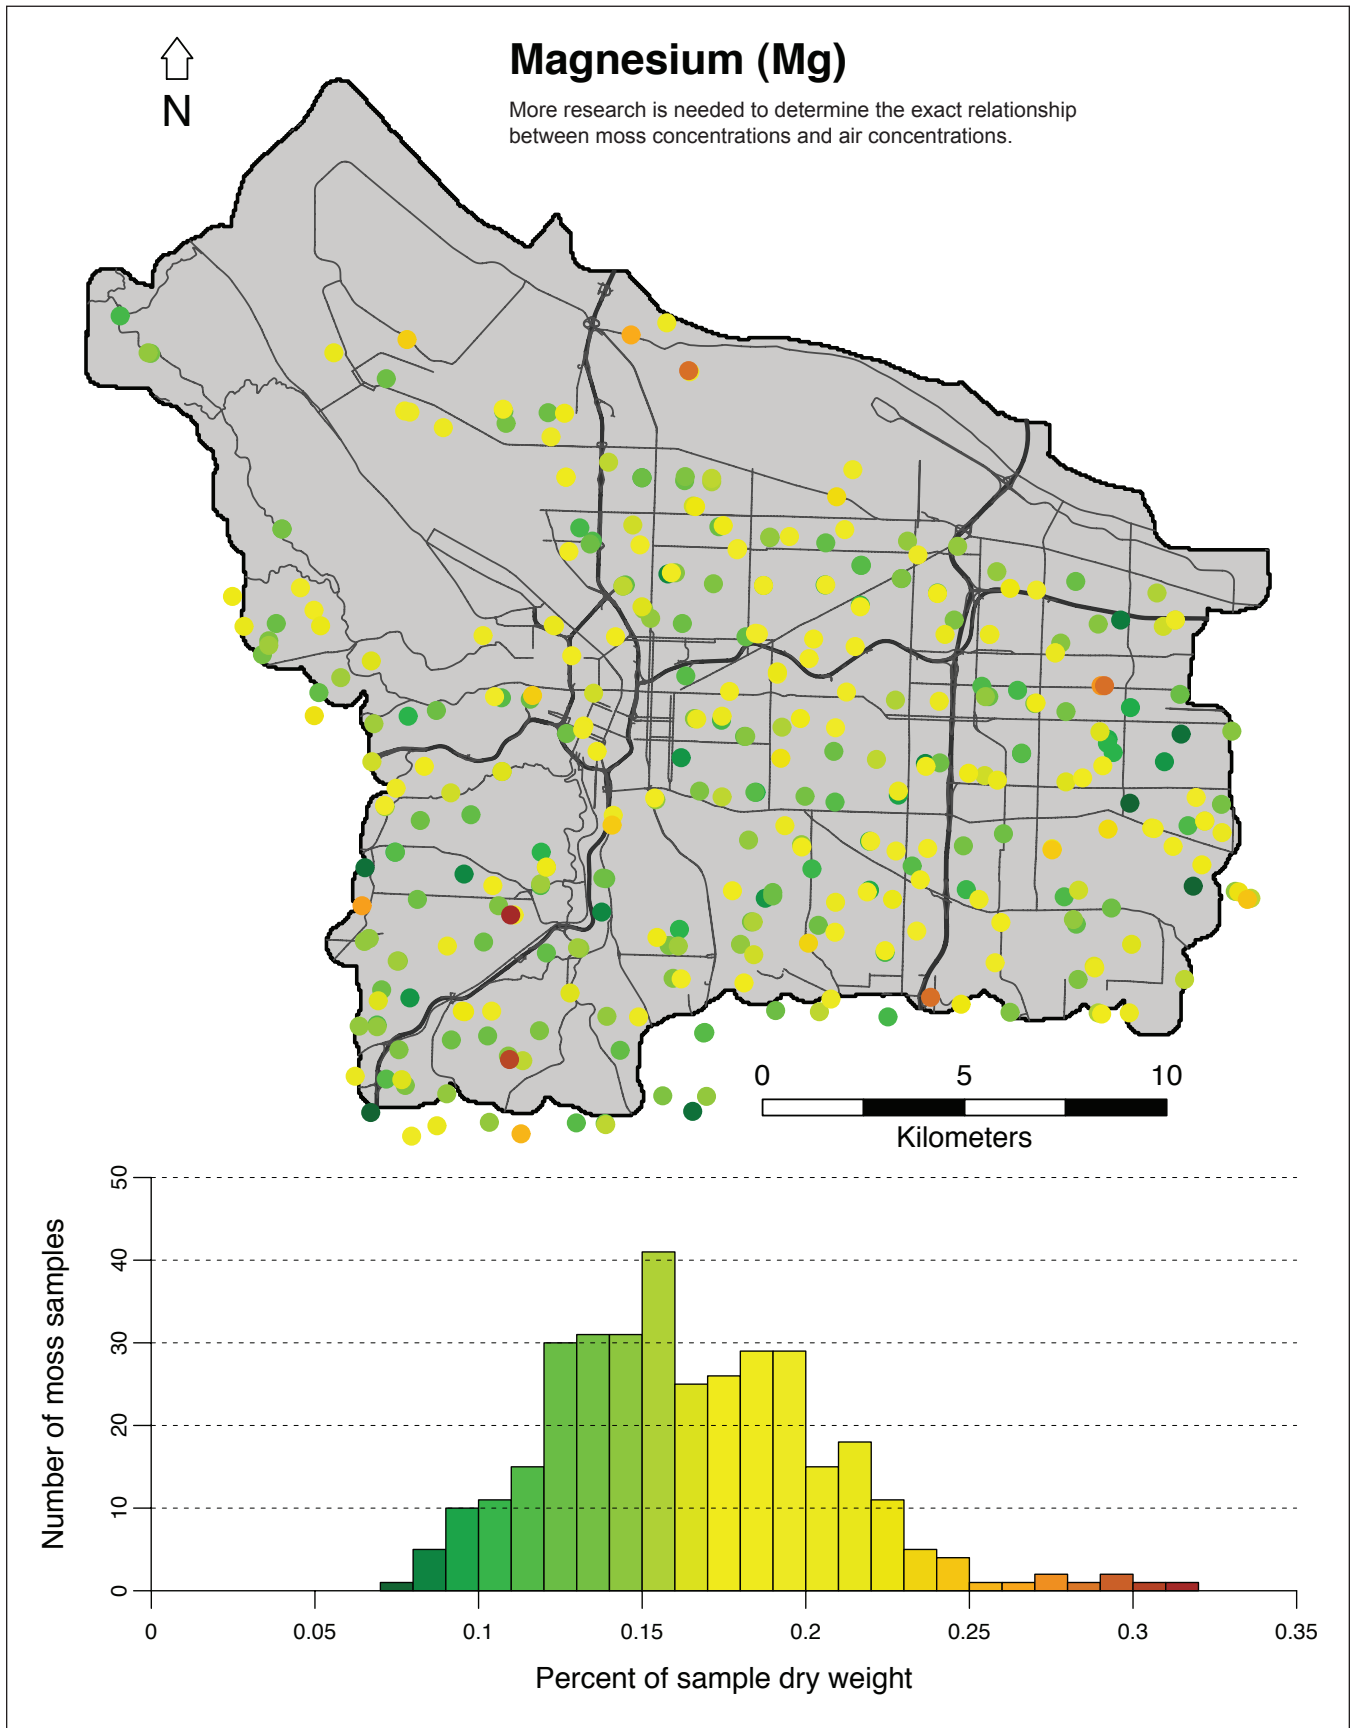 Magnesium (Mg)
More research is needed to determine the exact relationship
between moss concentrations and air concentrations.
N
0 5 10
Kilometers
Number of moss samples
50
40
30
20
10
0
0 0.05 0.1 0.15 0.2 0.25 0.3 0.35
Percent of sample dry weight